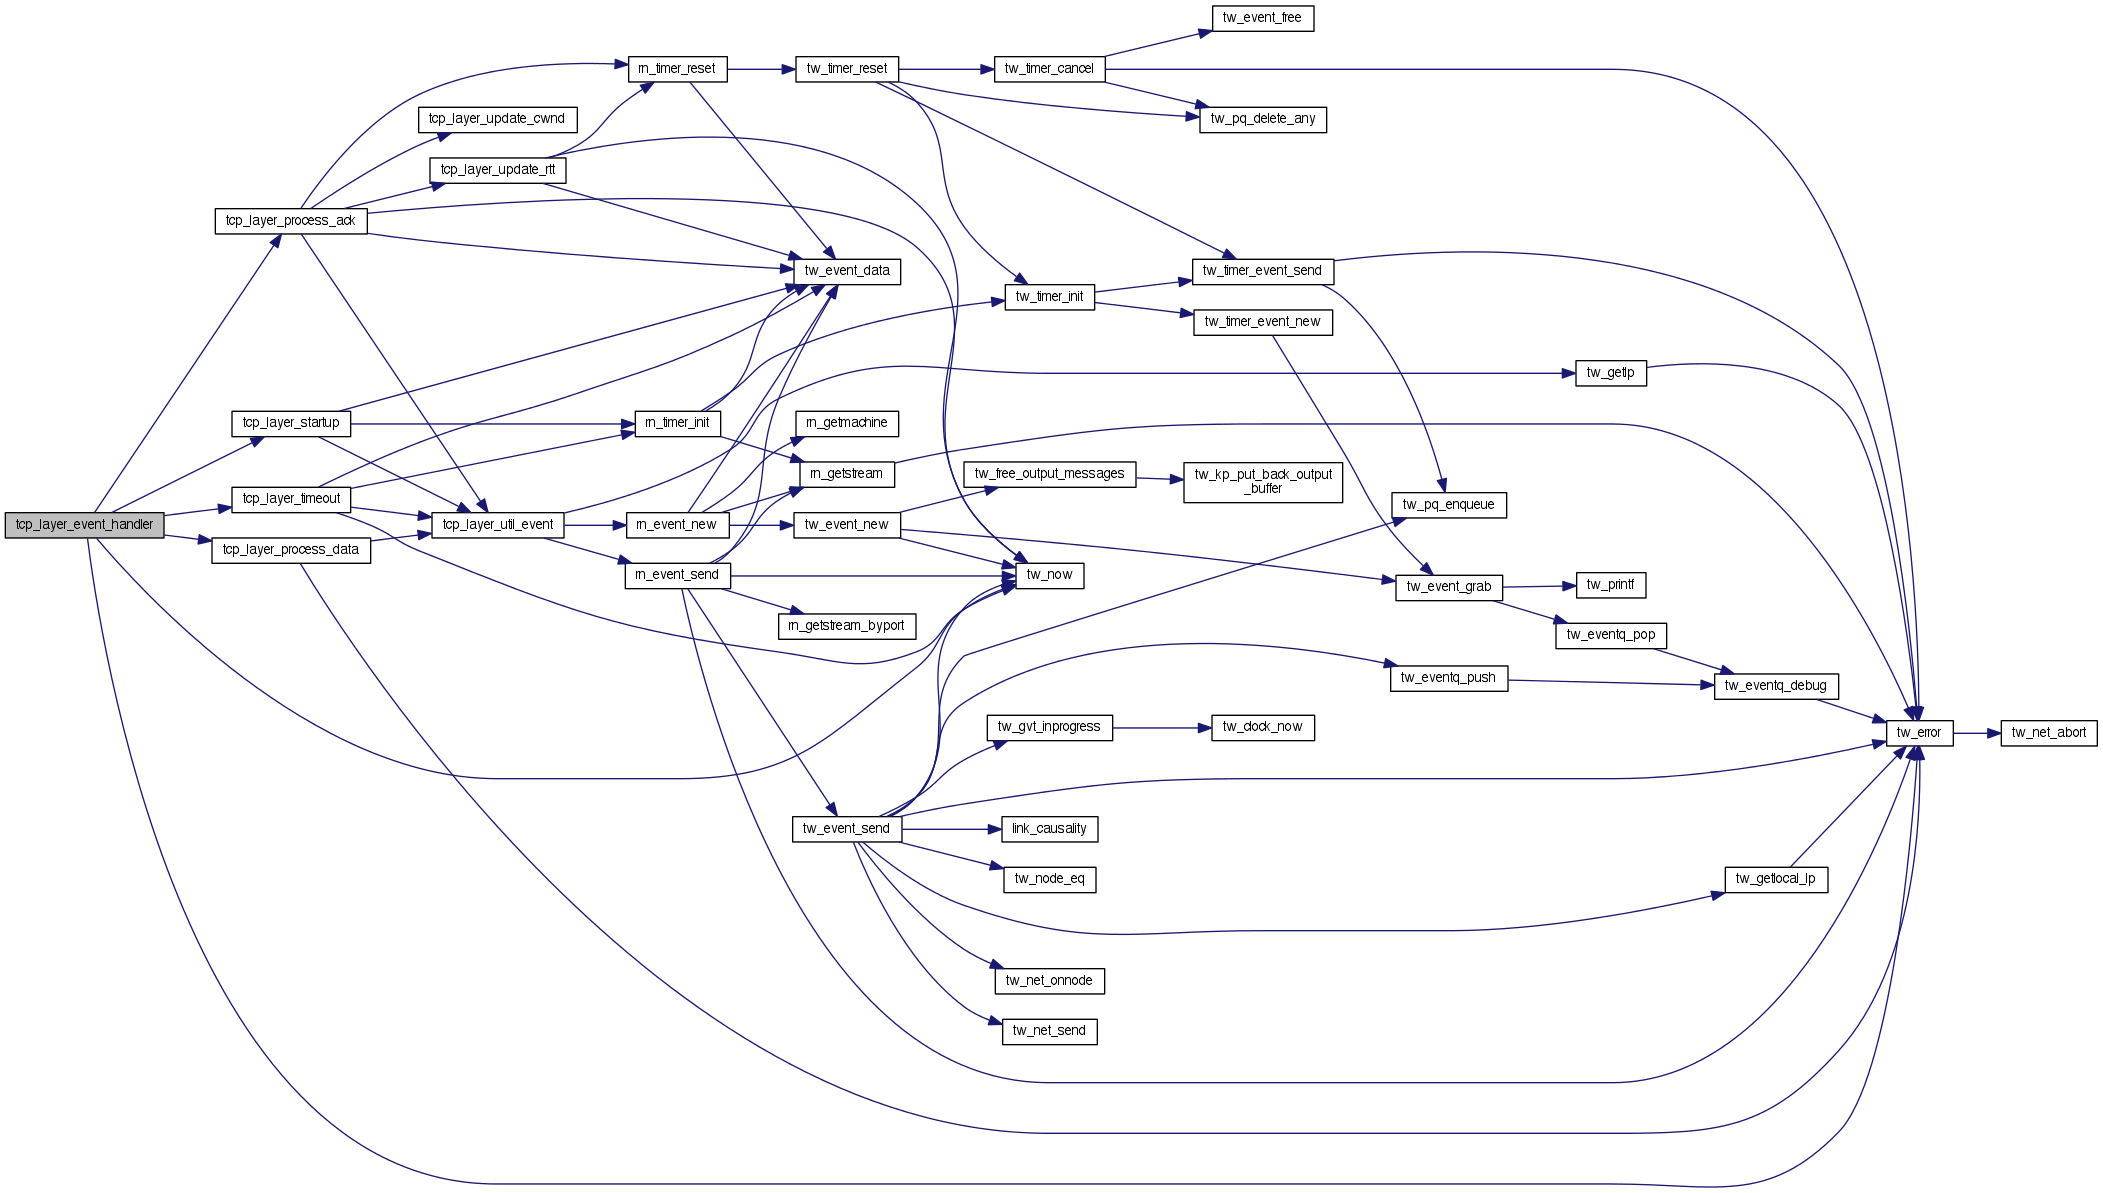 tw_event_free
rn_timer_reset
tw_timer_reset
tw_timer_cancel
tcp_layer_update_cwnd
tw_pq_delete_any
tcp_layer_update_rtt
tcp_layer_process_ack
tw_event_data
tw_timer_event_send
tw_timer_init
tw_timer_event_new
tw_getlp
tcp_layer_startup
rn_timer_init
rn_getmachine
rn_getstream
tw_free_output_messages
tw_kp_put_back_output
_buffer
tcp_layer_timeout
tw_pq_enqueue
tcp_layer_event_handler
tcp_layer_util_event
rn_event_new
tw_event_new
tcp_layer_process_data
rn_event_send
tw_now
tw_event_grab
tw_printf
rn_getstream_byport
tw_eventq_pop
tw_eventq_push
tw_eventq_debug
tw_gvt_inprogress
tw_clock_now
tw_error
tw_net_abort
tw_event_send
link_causality
tw_node_eq
tw_getlocal_lp
tw_net_onnode
tw_net_send